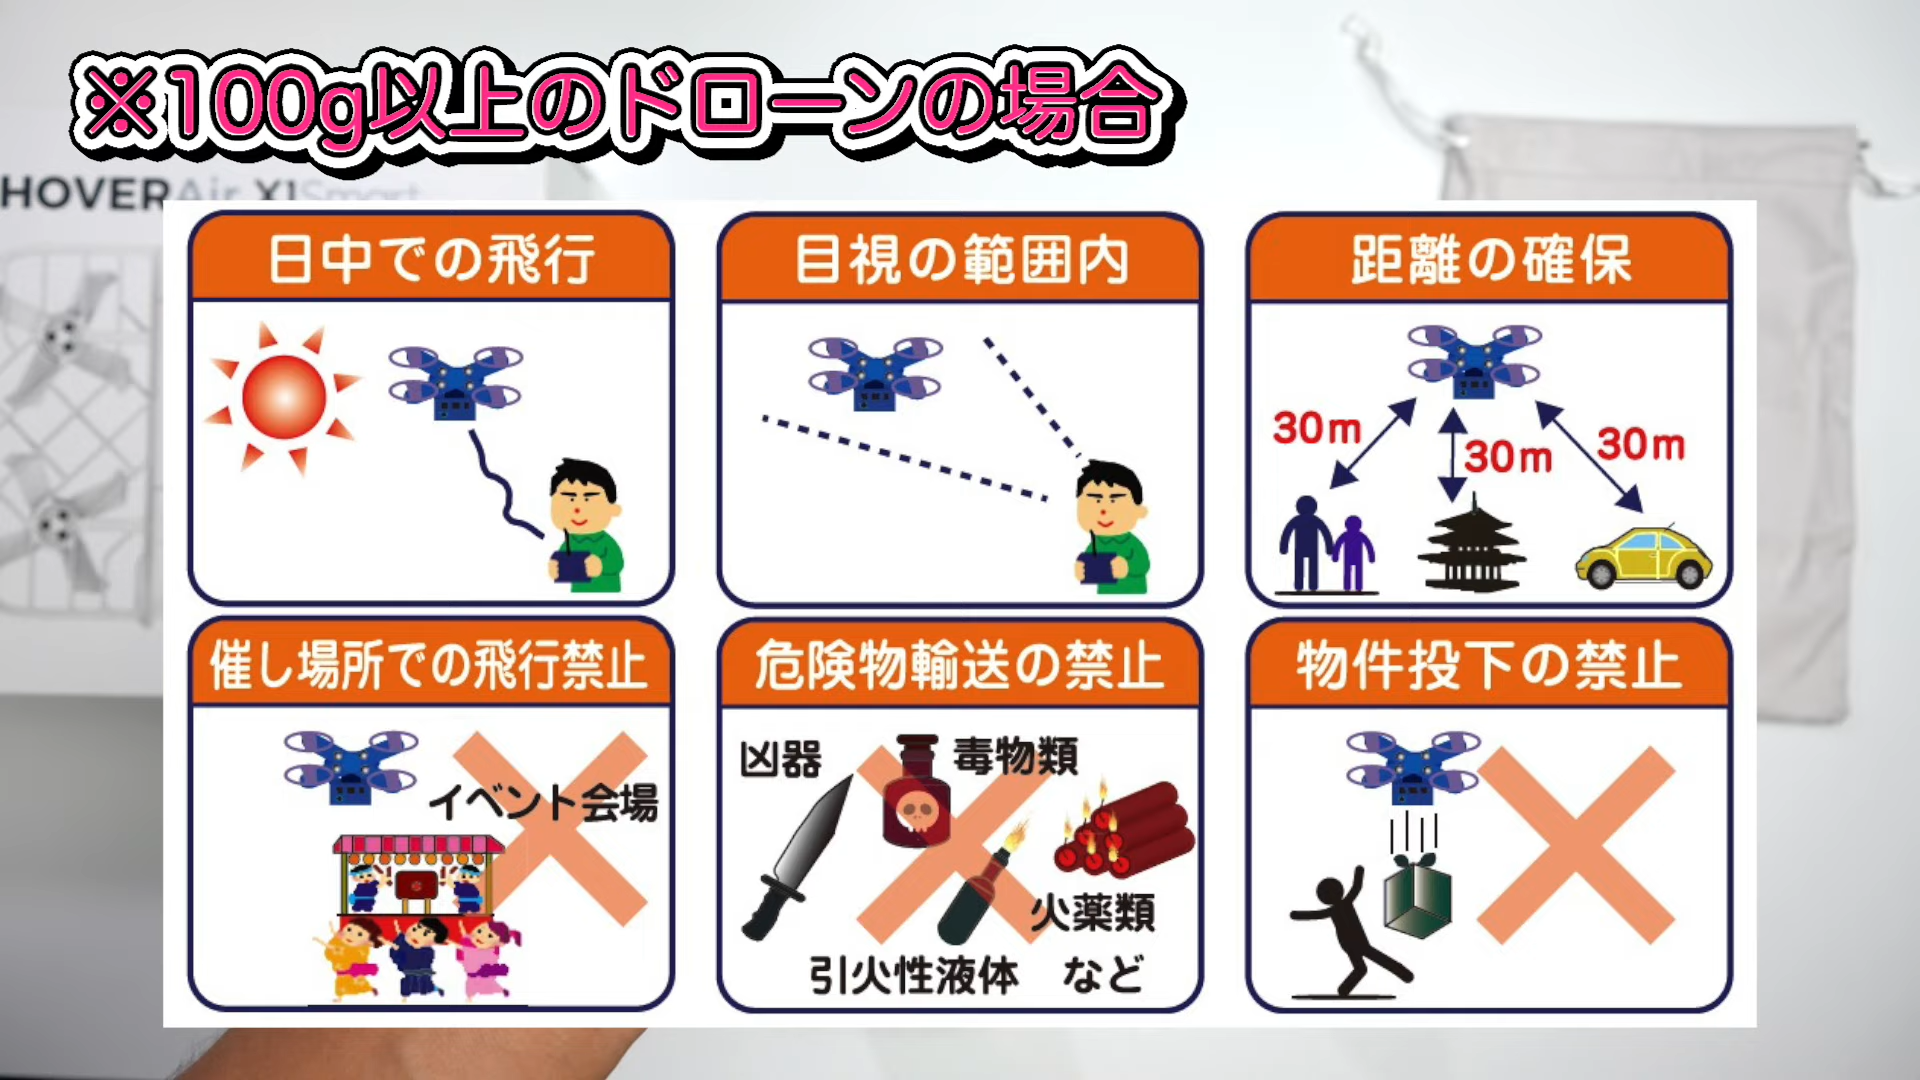 ※100g以上のドローンの場合
HOVERAir X1Smart
日中での飛行
目視の範囲内
距離の確保
30m
30m
30m
催し場所での飛行禁止
イベント会場
危険物輸送の禁止
凶器
毒物類
火薬類
引火性液体 など
物件投下の禁止